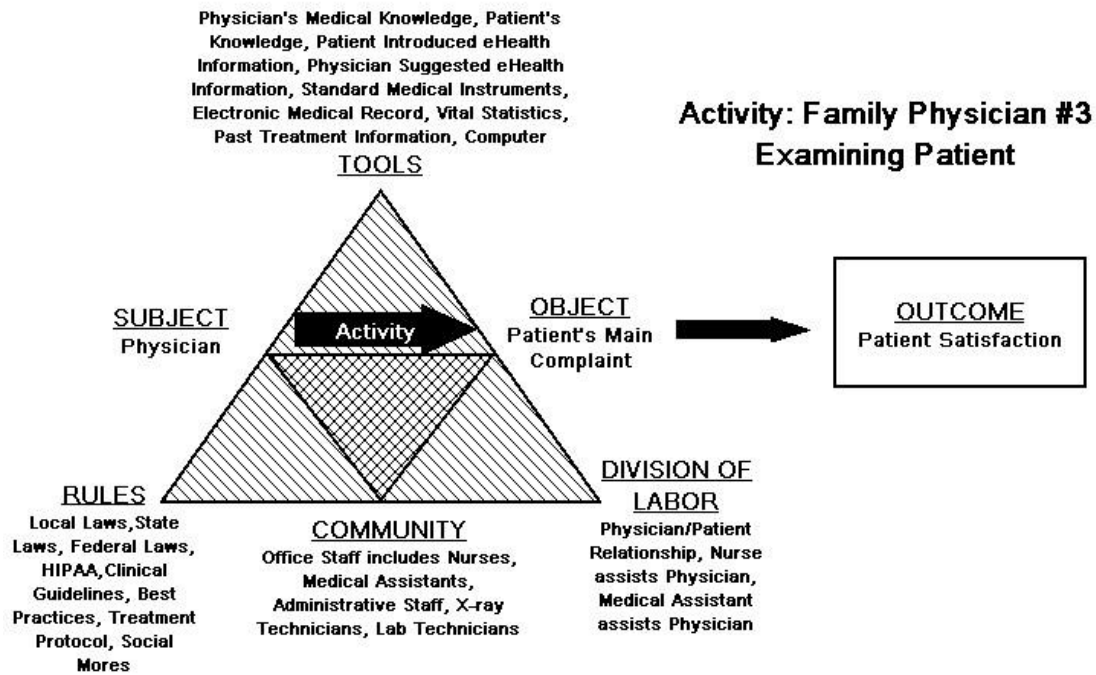 Physician's Medical Knowledge, Patient's
Knowledge, Patient Introduced eHealth
Information, Physician Suggested eHealth
Information, Standard Medical Instruments,
Electronic Medical Record, Vital Statistics,
Past Treatment Information, Computer
TOOLS
Activity: Family Physician #3
Examining Patient
SUBJECT
Physician
Activity
OBJECT
Patient's Main
Complaint
OUTCOME
Patient Satisfaction
RULES
Local Laws,State
Laws, Federal Laws,
HIPAA,Clinical
Guidelines, Best
Practices, Treatment
Protocol, Social
Mores
COMMUNITY
Office Staff includes Nurses,
Medical Assistants,
Administrative Staff, X-ray
Technicians, Lab Technicians
DIVISION OF
LABOR
Physician/Patient
Relationship, Nurse
assists Physician,
Medical Assistant
assists Physician